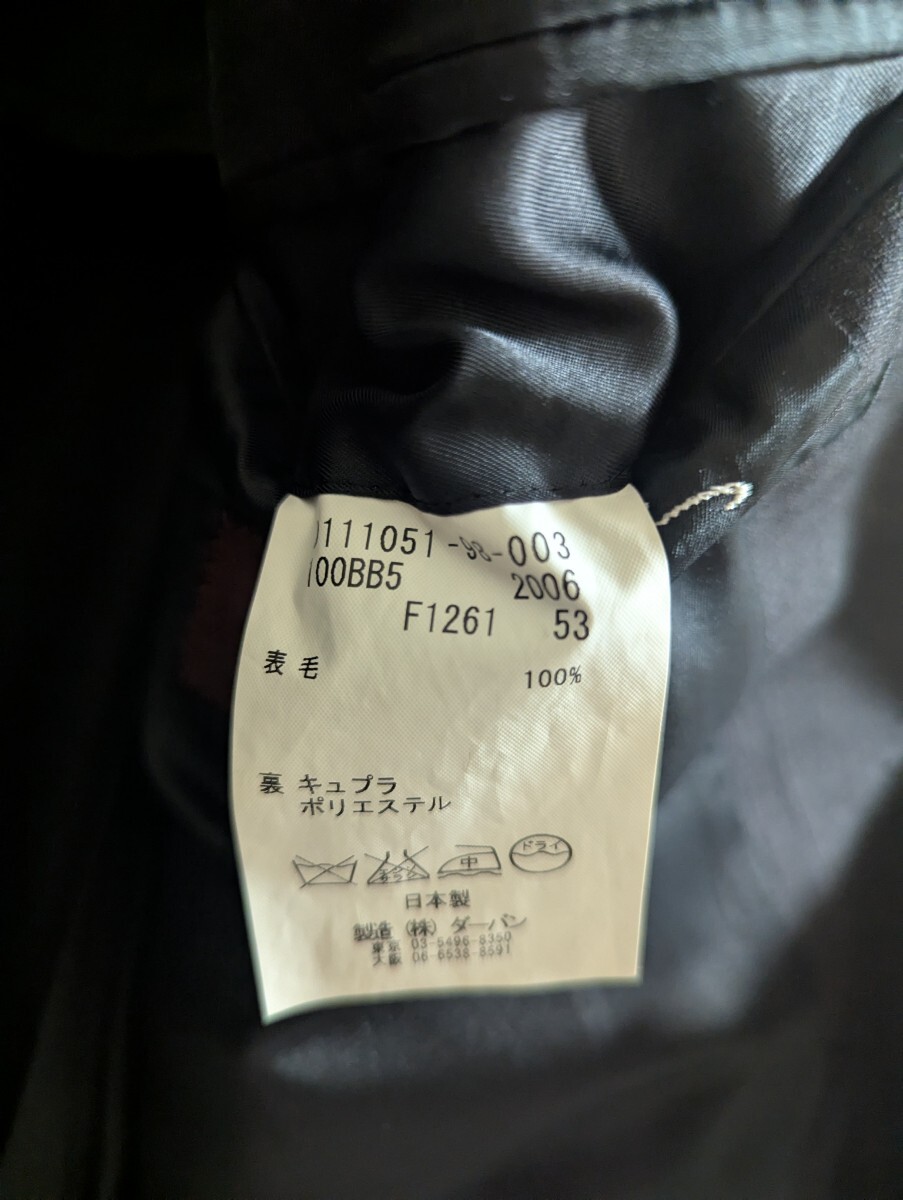 0111051-98-003
100BB5 2006
F1261 53
表 毛 100%
裏 キュプラ
ポリエステル
中 ドライ
日本製
製造 (株) ダーバン
東京 03-5496-8350
大阪 06-6538-8591